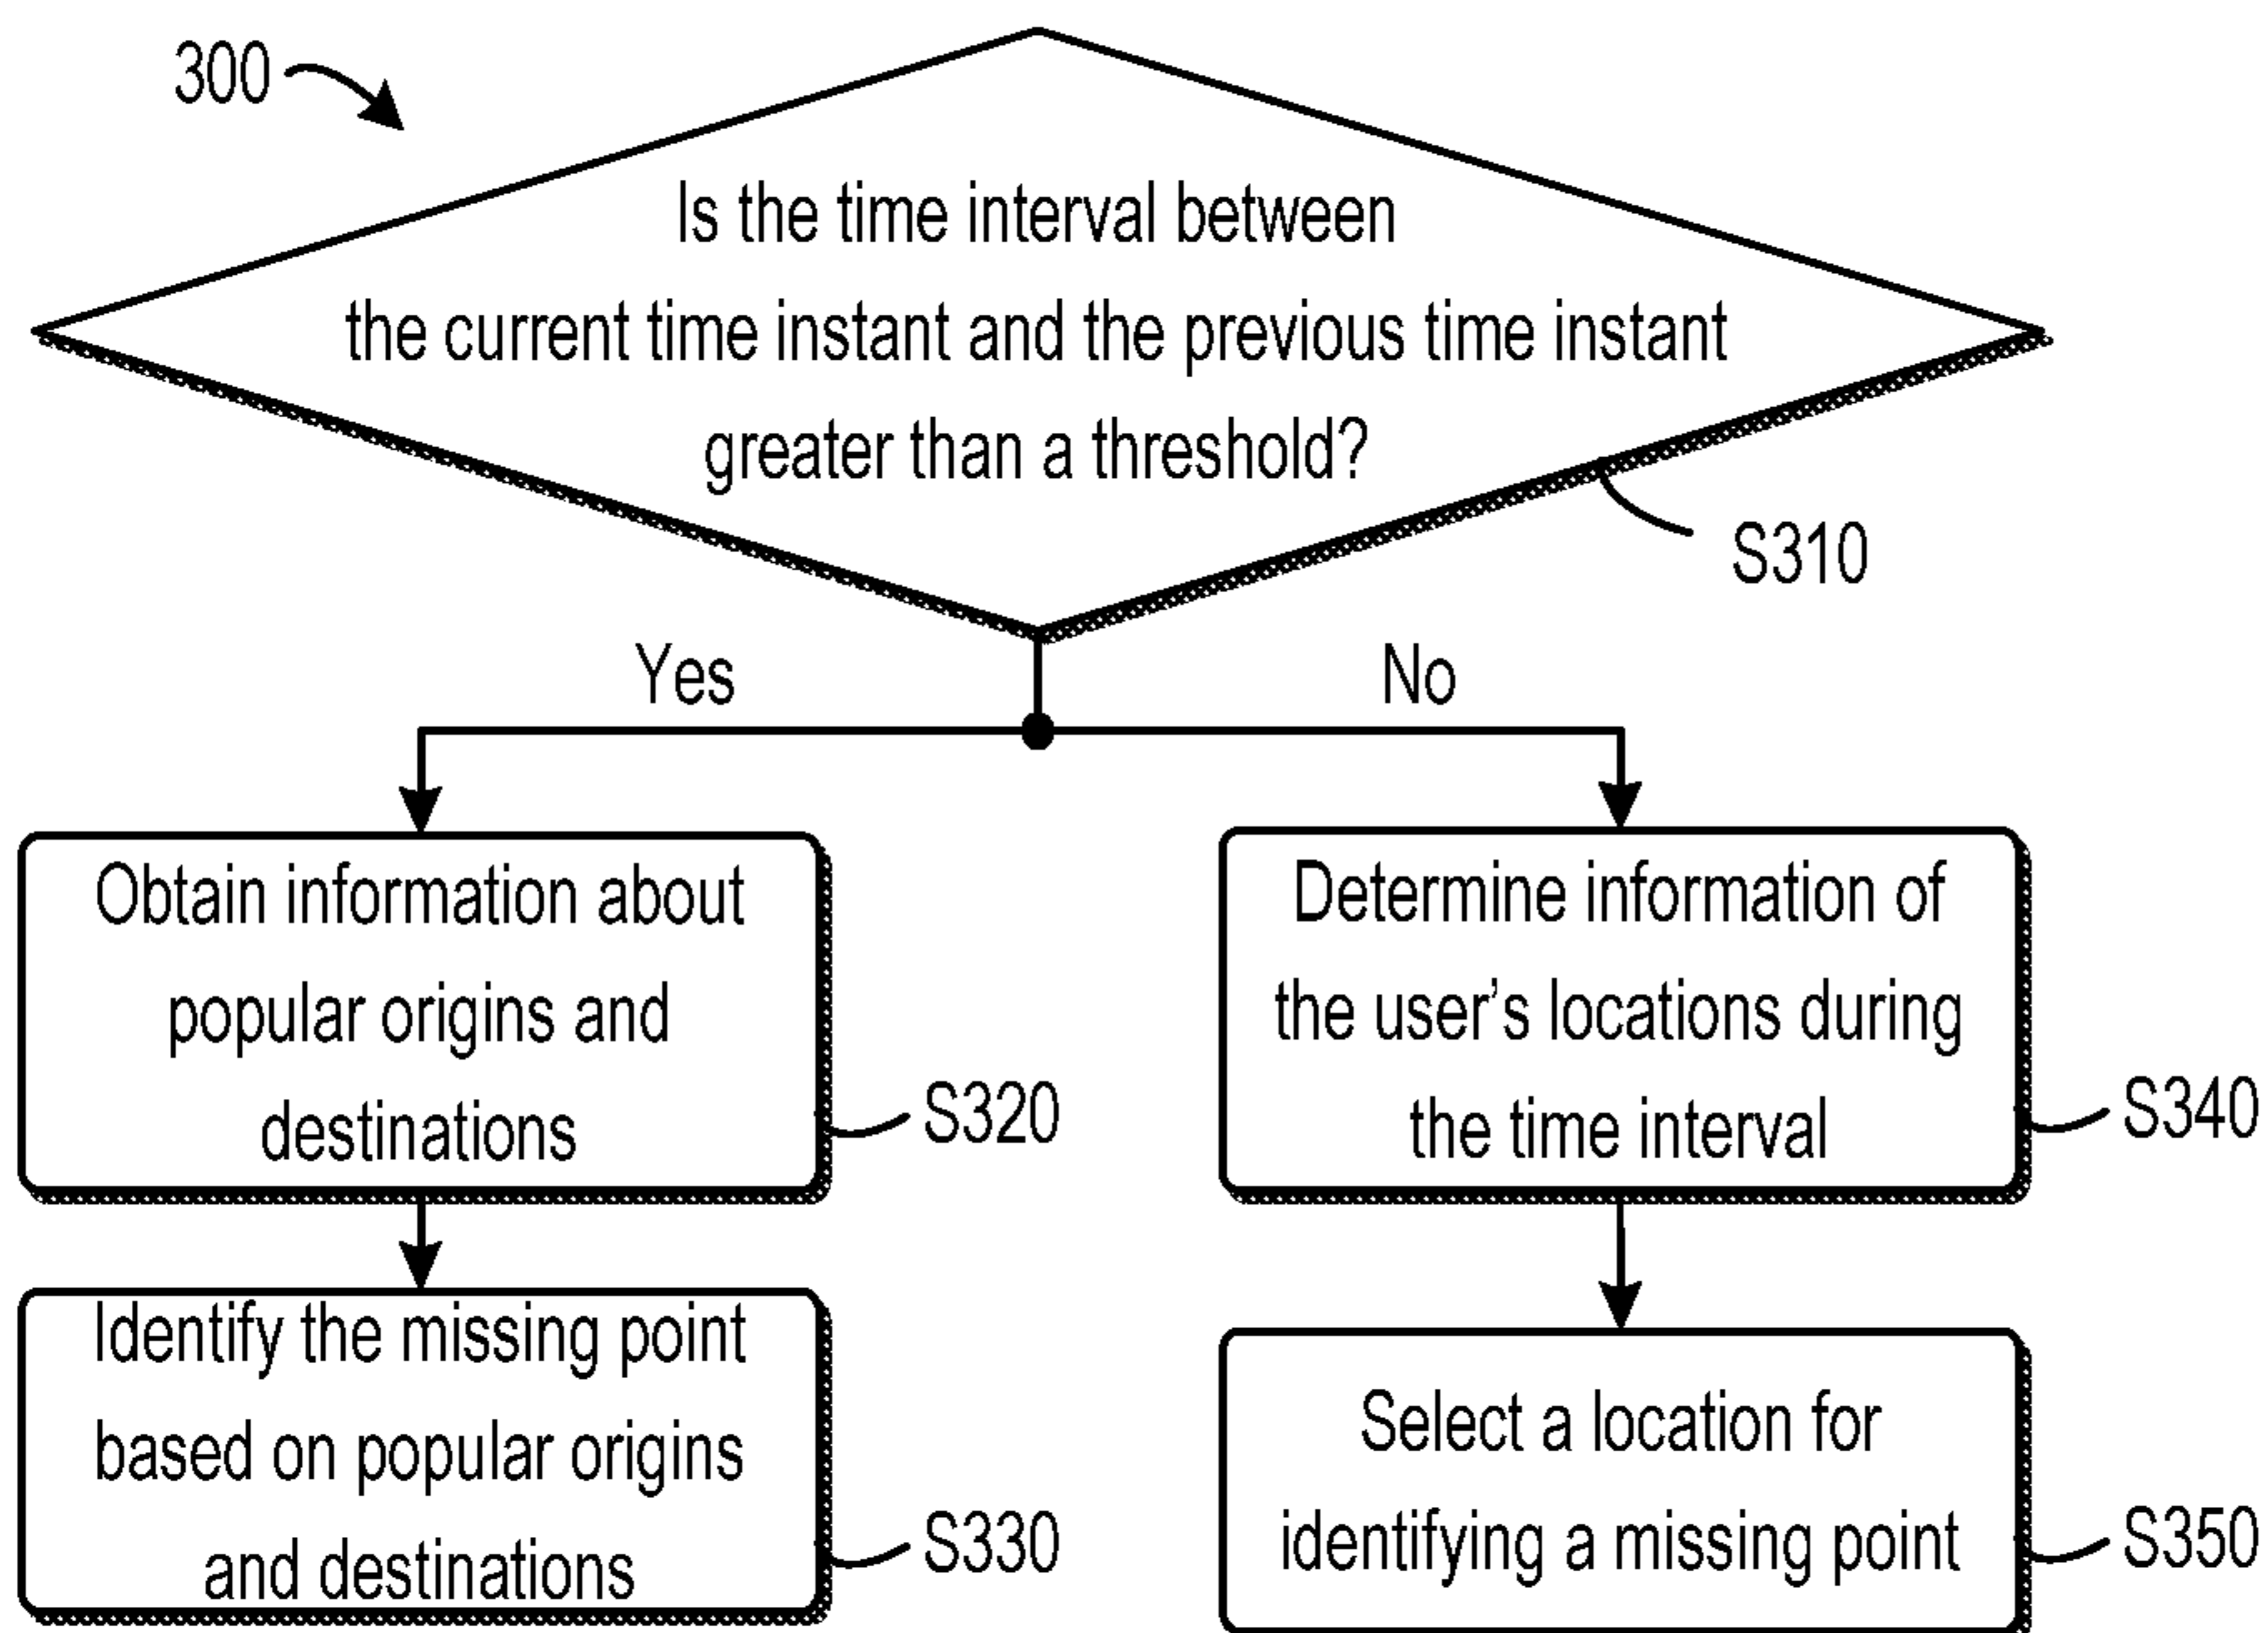 300
Is the time interval between
the current time instant and the previous time instant
greater than a threshold?
S310
Yes
No
Obtain information about
popular origins and
destinations
S320
Determine information of
the user's locations during
the time interval
S340
Identify the missing point
based on popular origins
and destinations
S330
Select a location for
identifying a missing point
S350